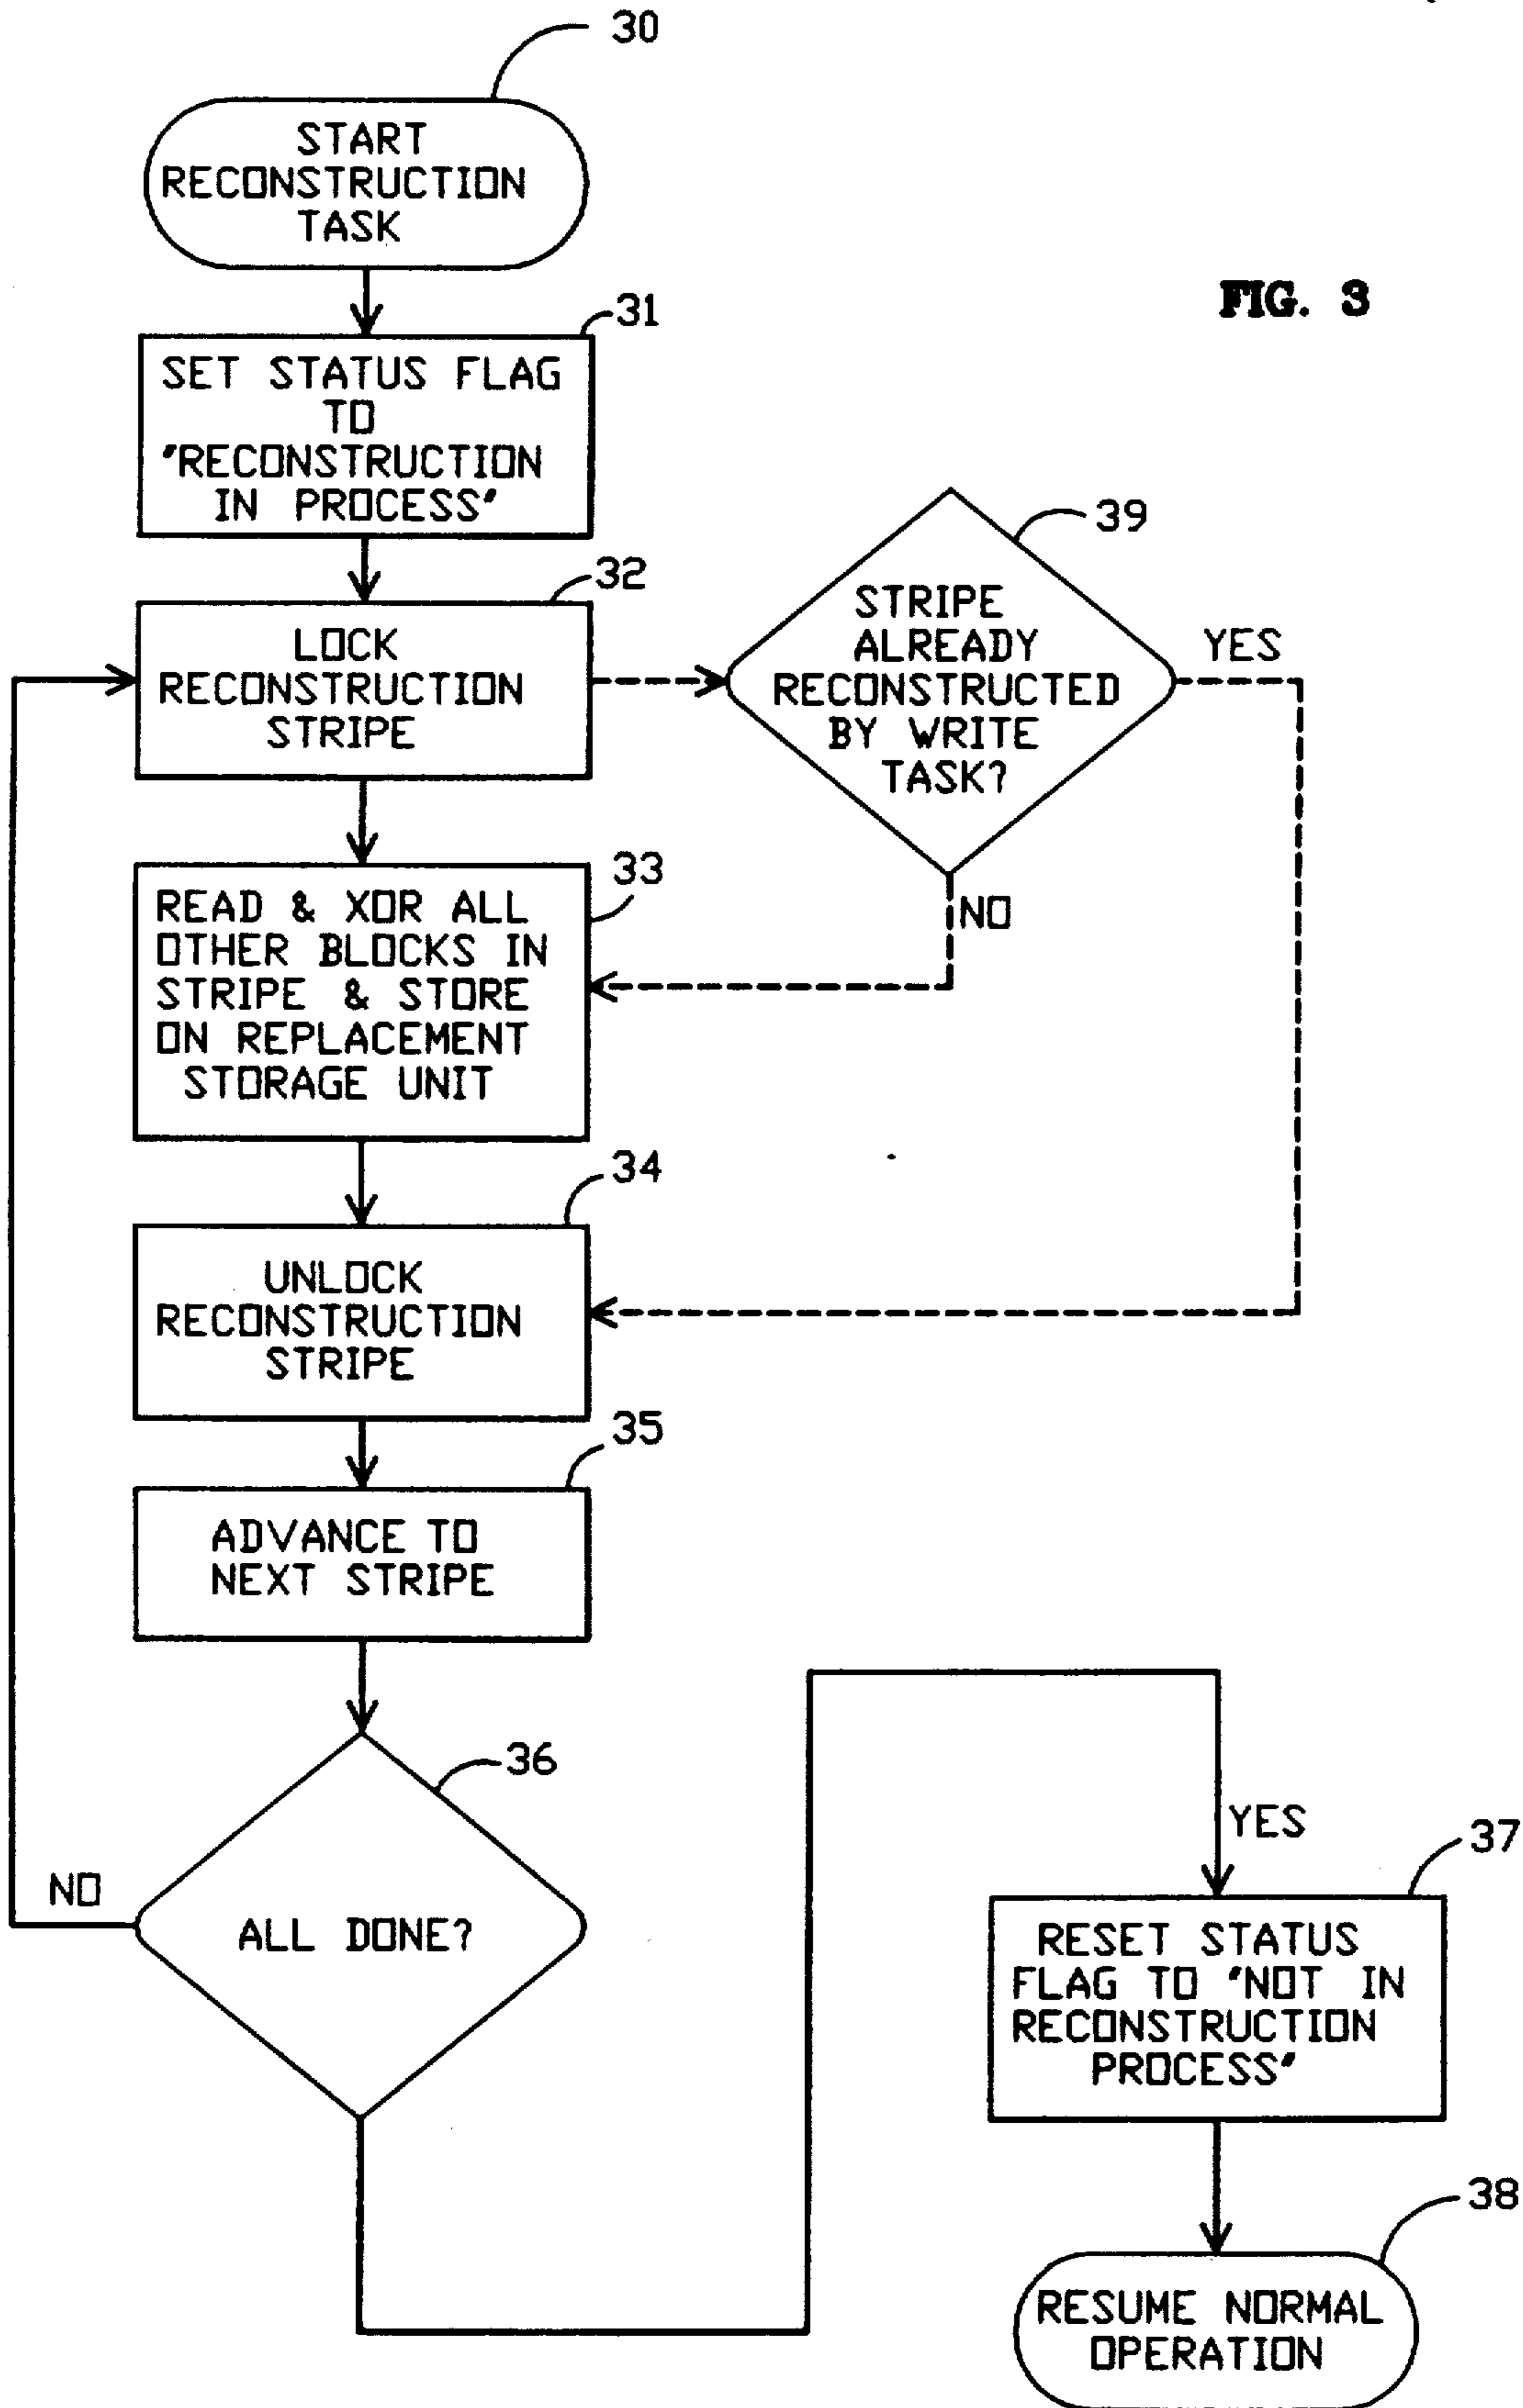 30
START
RECONSTRUCTION
TASK
FIG. 3
31
SET STATUS FLAG
TO
"RECONSTRUCTION
IN PROCESS"
32
LOCK
RECONSTRUCTION
STRIPE
39
STRIPE
ALREADY
RECONSTRUCTED
BY WRITE
TASK?
YES
NO
33
READ & XOR ALL
OTHER BLOCKS IN
STRIPE & STORE
ON REPLACEMENT
STORAGE UNIT
34
UNLOCK
RECONSTRUCTION
STRIPE
35
ADVANCE TO
NEXT STRIPE
36
ALL DONE?
NO
YES
37
RESET STATUS
FLAG TO "NOT IN
RECONSTRUCTION
PROCESS"
38
RESUME NORMAL
OPERATION